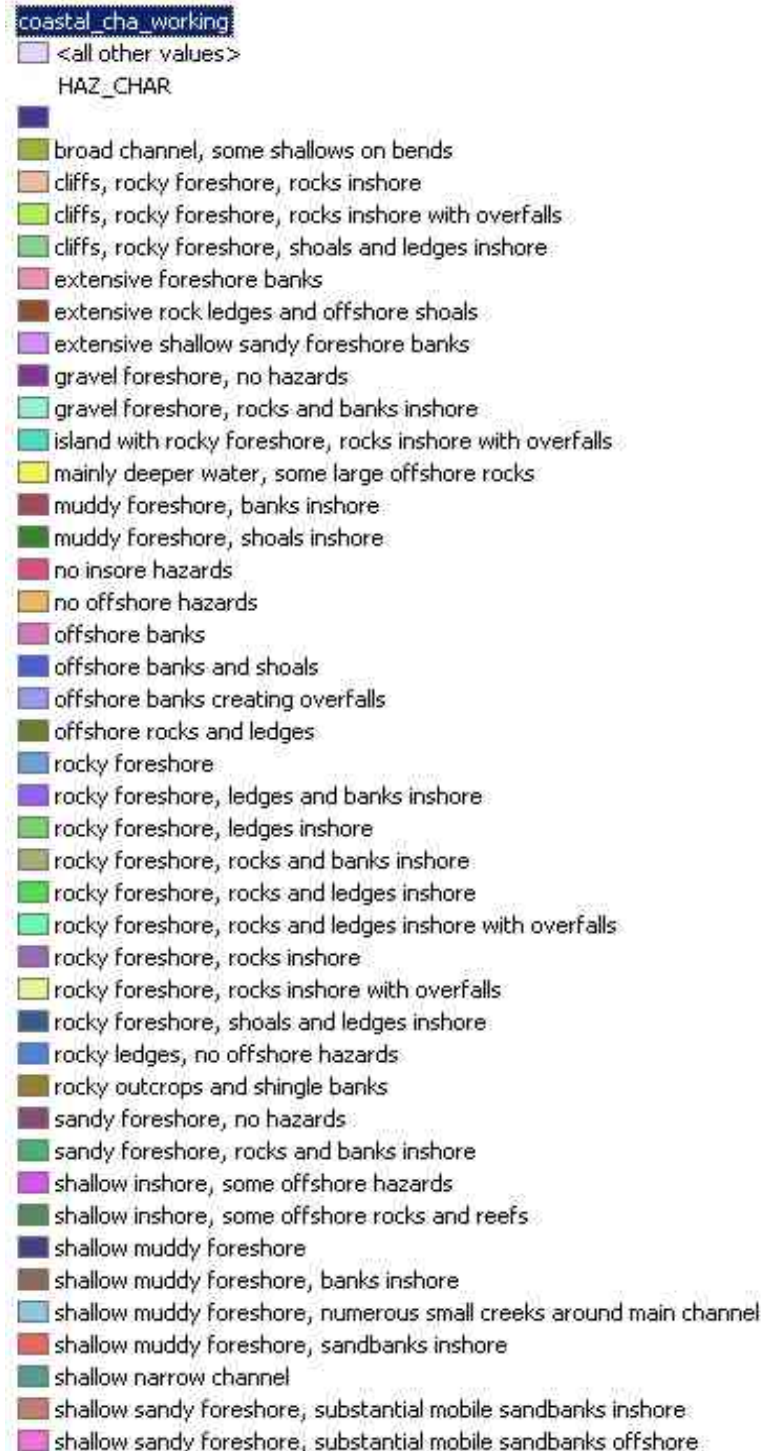 coastal_cha_working
<all other values>
HAZ_CHAR
broad channel, some shallows on bends
cliffs, rocky foreshore, rocks inshore
cliffs, rocky foreshore, rocks inshore with overfalls
cliffs, rocky foreshore, shoals and ledges inshore
extensive foreshore banks
extensive rock ledges and offshore shoals
extensive shallow sandy foreshore banks
gravel foreshore, no hazards
gravel foreshore, rocks and banks inshore
island with rocky foreshore, rocks inshore with overfalls
mainly deeper water, some large offshore rocks
muddy foreshore, banks inshore
muddy foreshore, shoals inshore
no insore hazards
no offshore hazards
offshore banks
offshore banks and shoals
offshore banks creating overfalls
offshore rocks and ledges
rocky foreshore
rocky foreshore, ledges and banks inshore
rocky foreshore, ledges inshore
rocky foreshore, rocks and banks inshore
rocky foreshore, rocks and ledges inshore
rocky foreshore, rocks and ledges inshore with overfalls
rocky foreshore, rocks inshore
rocky foreshore, rocks inshore with overfalls
rocky foreshore, shoals and ledges inshore
rocky ledges, no offshore hazards
rocky outcrops and shingle banks
sandy foreshore, no hazards
sandy foreshore, rocks and banks inshore
shallow inshore, some offshore hazards
shallow inshore, some offshore rocks and reefs
shallow muddy foreshore
shallow muddy foreshore, banks inshore
shallow muddy foreshore, numerous small creeks around main channel
shallow muddy foreshore, sandbanks inshore
shallow narrow channel
shallow sandy foreshore, substantial mobile sandbanks inshore
shallow sandy foreshore, substantial mobile sandbanks offshore